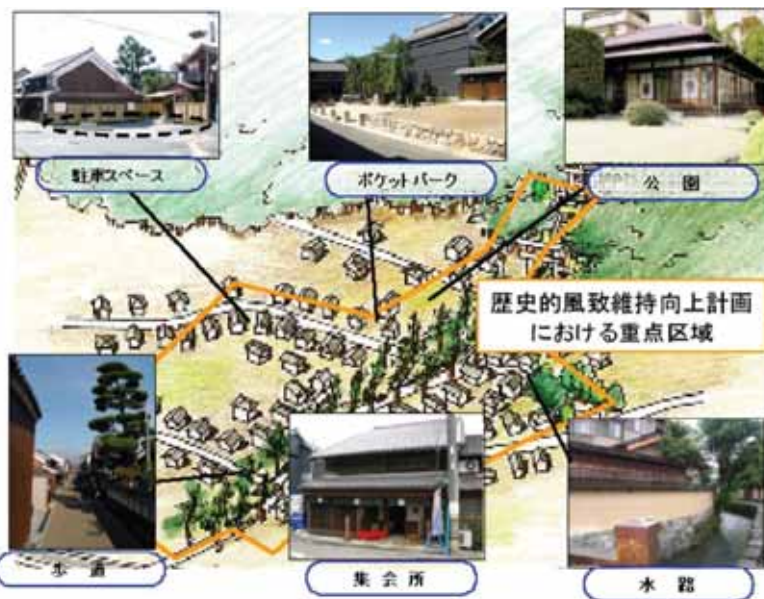 駐車スペース
ポケットパーク
公園
歴史的風致維持向上計画
における重点区域
歩道
集会所
水路